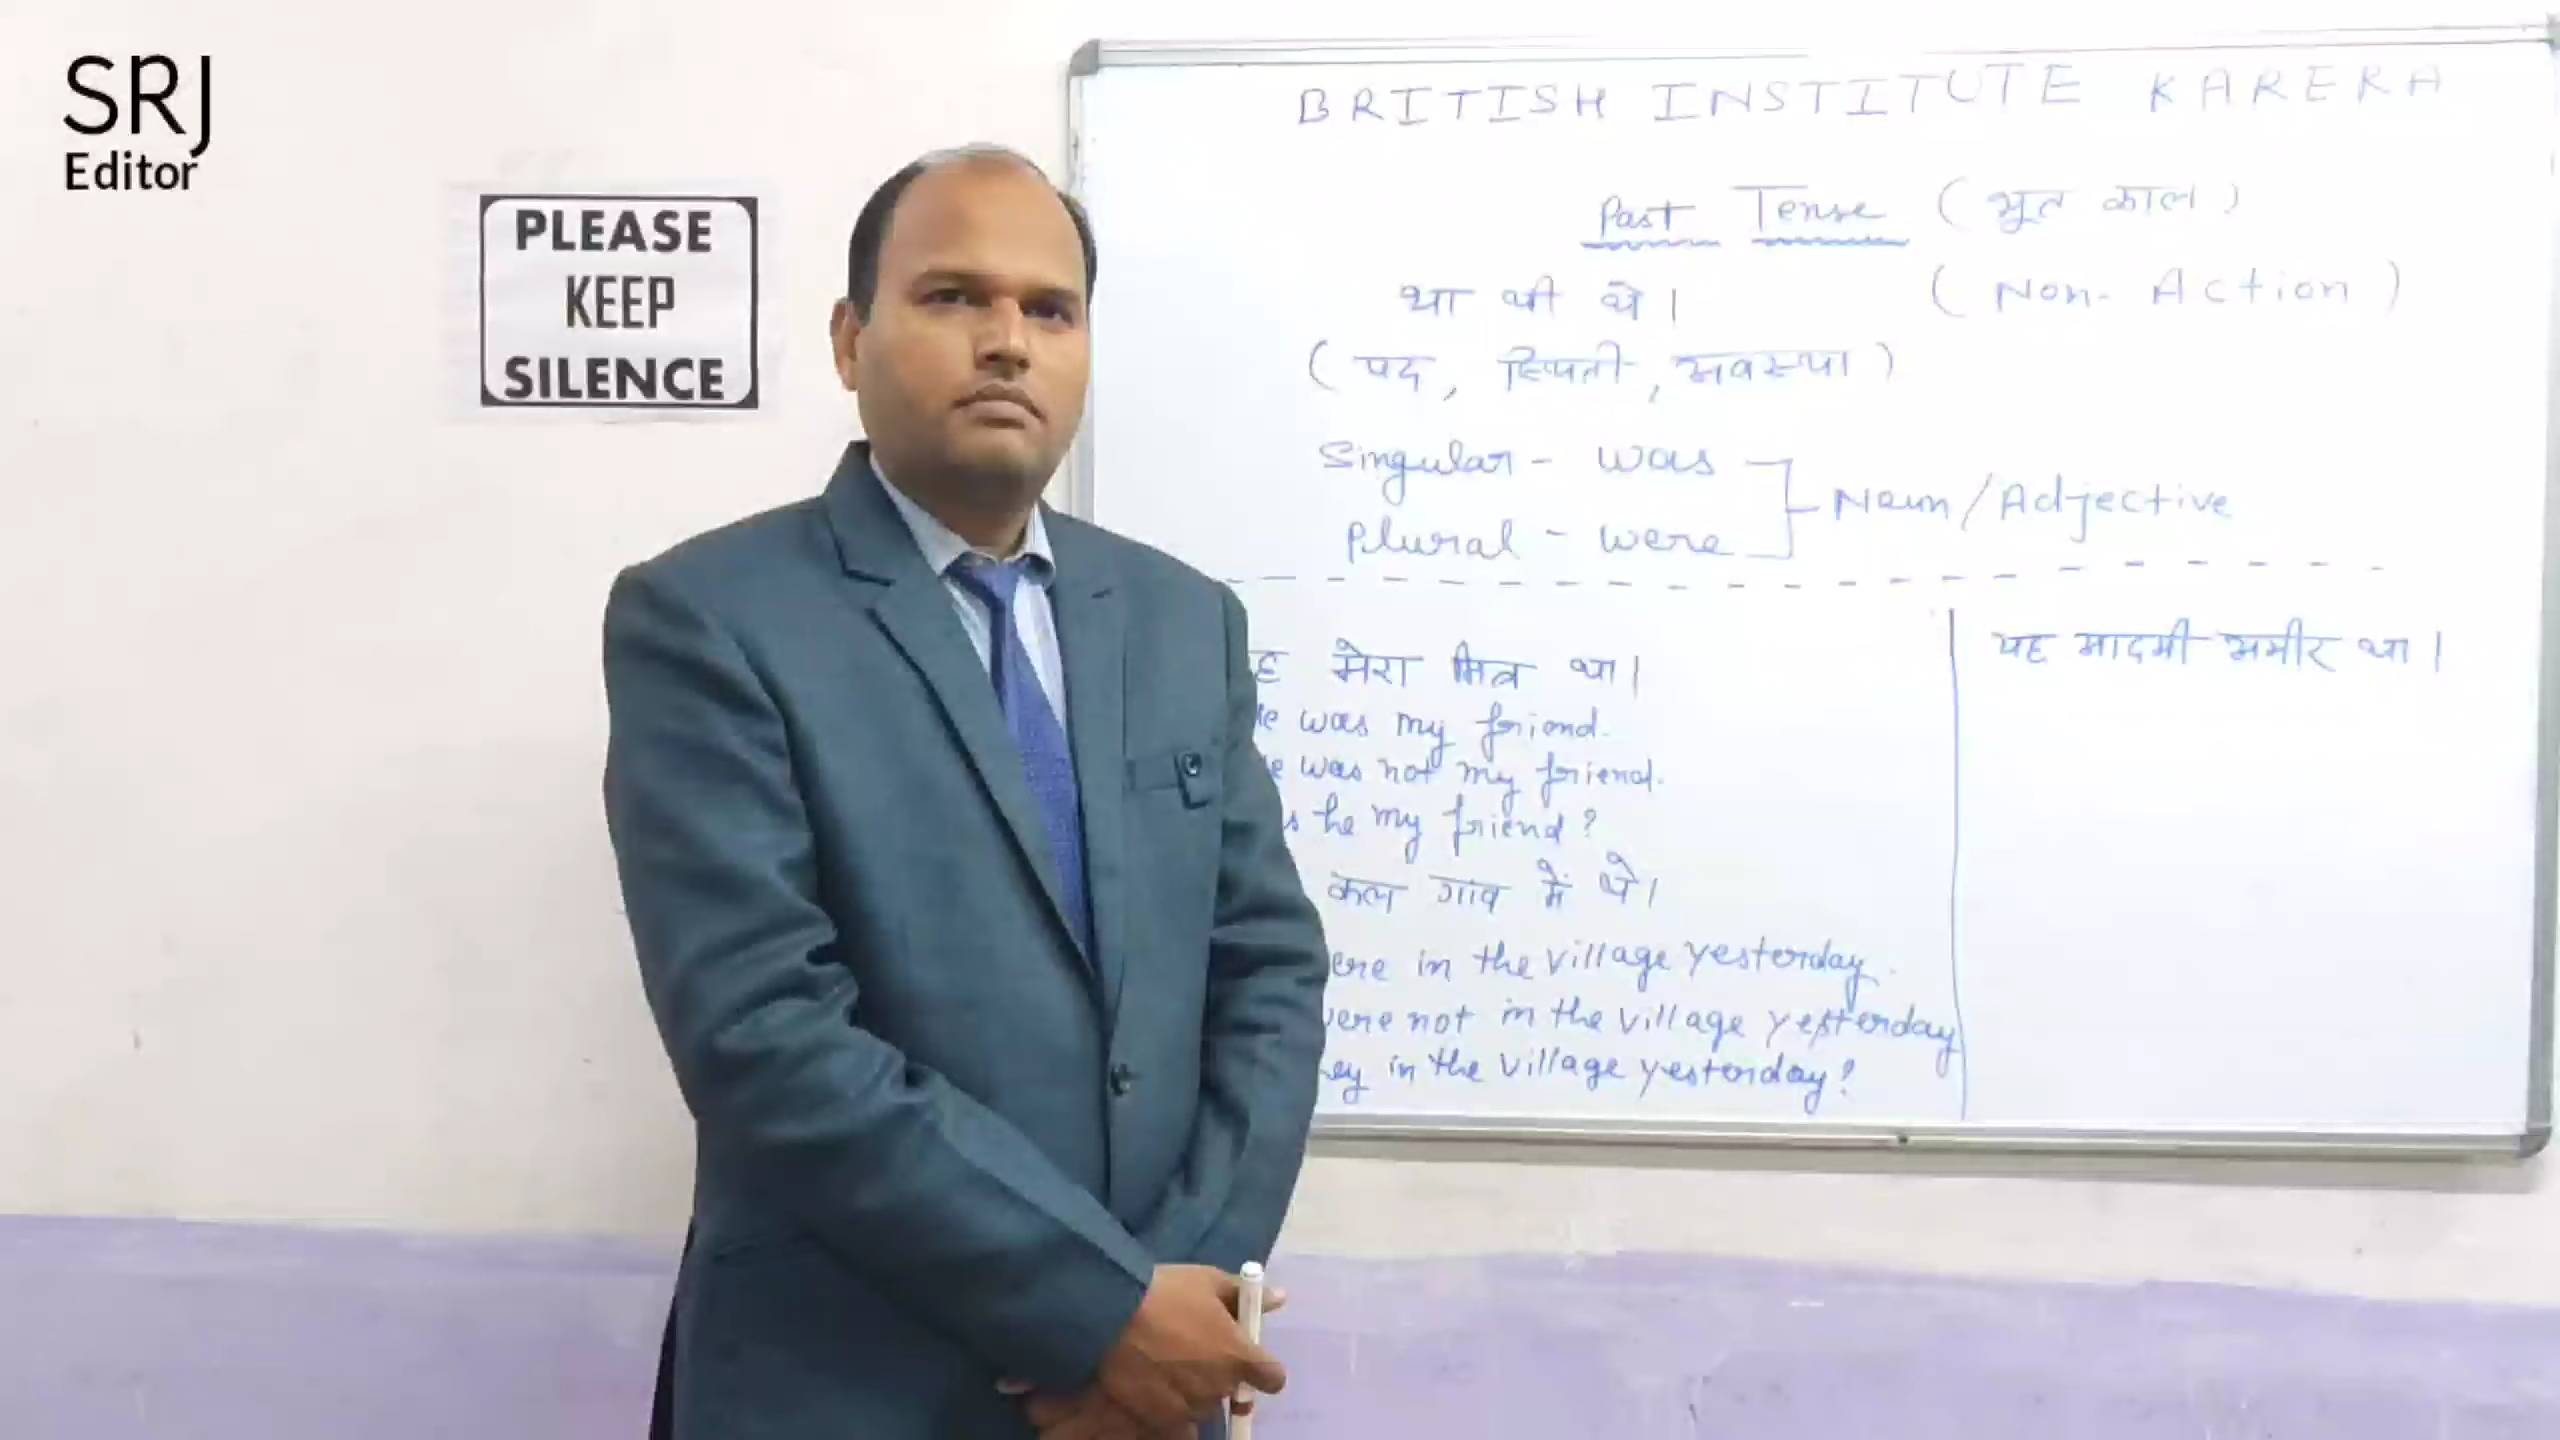 SRJ
Editor
PLEASE
KEEP
SILENCE
BRITISH INSTITUTE KARERA
Past Tense (भूत काल)
था थी थे। (Non-Action)
(पद, स्थिती, अवस्था)
Singular - was
Plural - were
Noun/Adjective
मेरा मित्र था।
was my friend.
was not my friend.
he my friend?
कल गांव में थे।
in the village yesterday.
not in the village yesterday
in the village yesterday?
यह आदमी अमीर था।